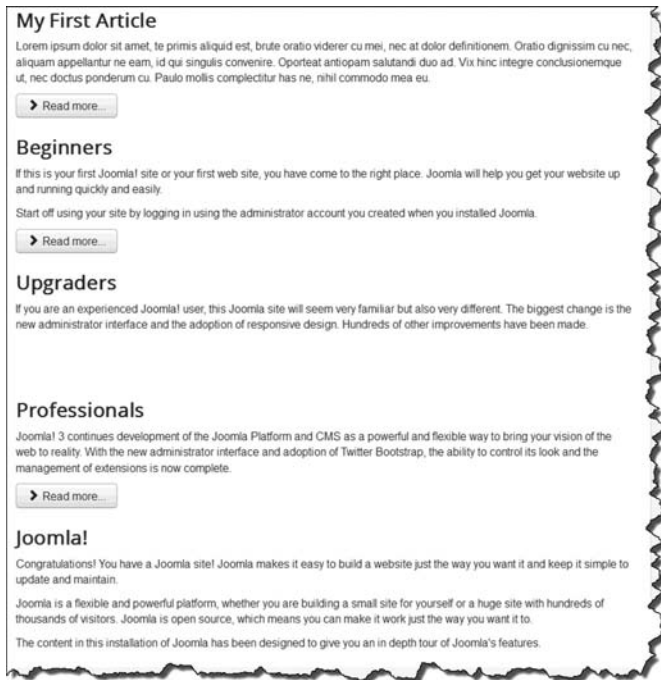 My First Article
Lorem ipsum dolor sit amet, te primis aliquid est, brute oratio viderer cu mei, nec at dolor definitionem. Oratio dignissim cu nec,
aliquam appellantur ne eam, id qui singulis convenire. Oporteat antiopam salutandi duo ad. Vix hinc integre conclusionemque
ut, nec doctus ponderum cu. Paulo mollis complectitur has ne, nihil commodo mea eu.
Read more...
Beginners
If this is your first Joomla! site or your first web site, you have come to the right place. Joomla will help you get your website up
and running quickly and easily.
Start off using your site by logging in using the administrator account you created when you installed Joomla.
Read more...
Upgraders
If you are an experienced Joomla! user, this Joomla site will seem very familiar but also very different. The biggest change is the
new administrator interface and the adoption of responsive design. Hundreds of other improvements have been made.
Professionals
Joomla! 3 continues development of the Joomla Platform and CMS as a powerful and flexible way to bring your vision of the
web to reality. With the new administrator interface and adoption of Twitter Bootstrap, the ability to control its look and the
management of extensions is now complete.
Read more...
Joomla!
Congratulations! You have a Joomla site! Joomla makes it easy to build a website just the way you want it and keep it simple to
update and maintain.
Joomla is a flexible and powerful platform, whether you are building a small site for yourself or a huge site with hundreds of
thousands of visitors. Joomla is open source, which means you can make it work just the way you want it to.
The content in this installation of Joomla has been designed to give you an in depth tour of Joomla's features.